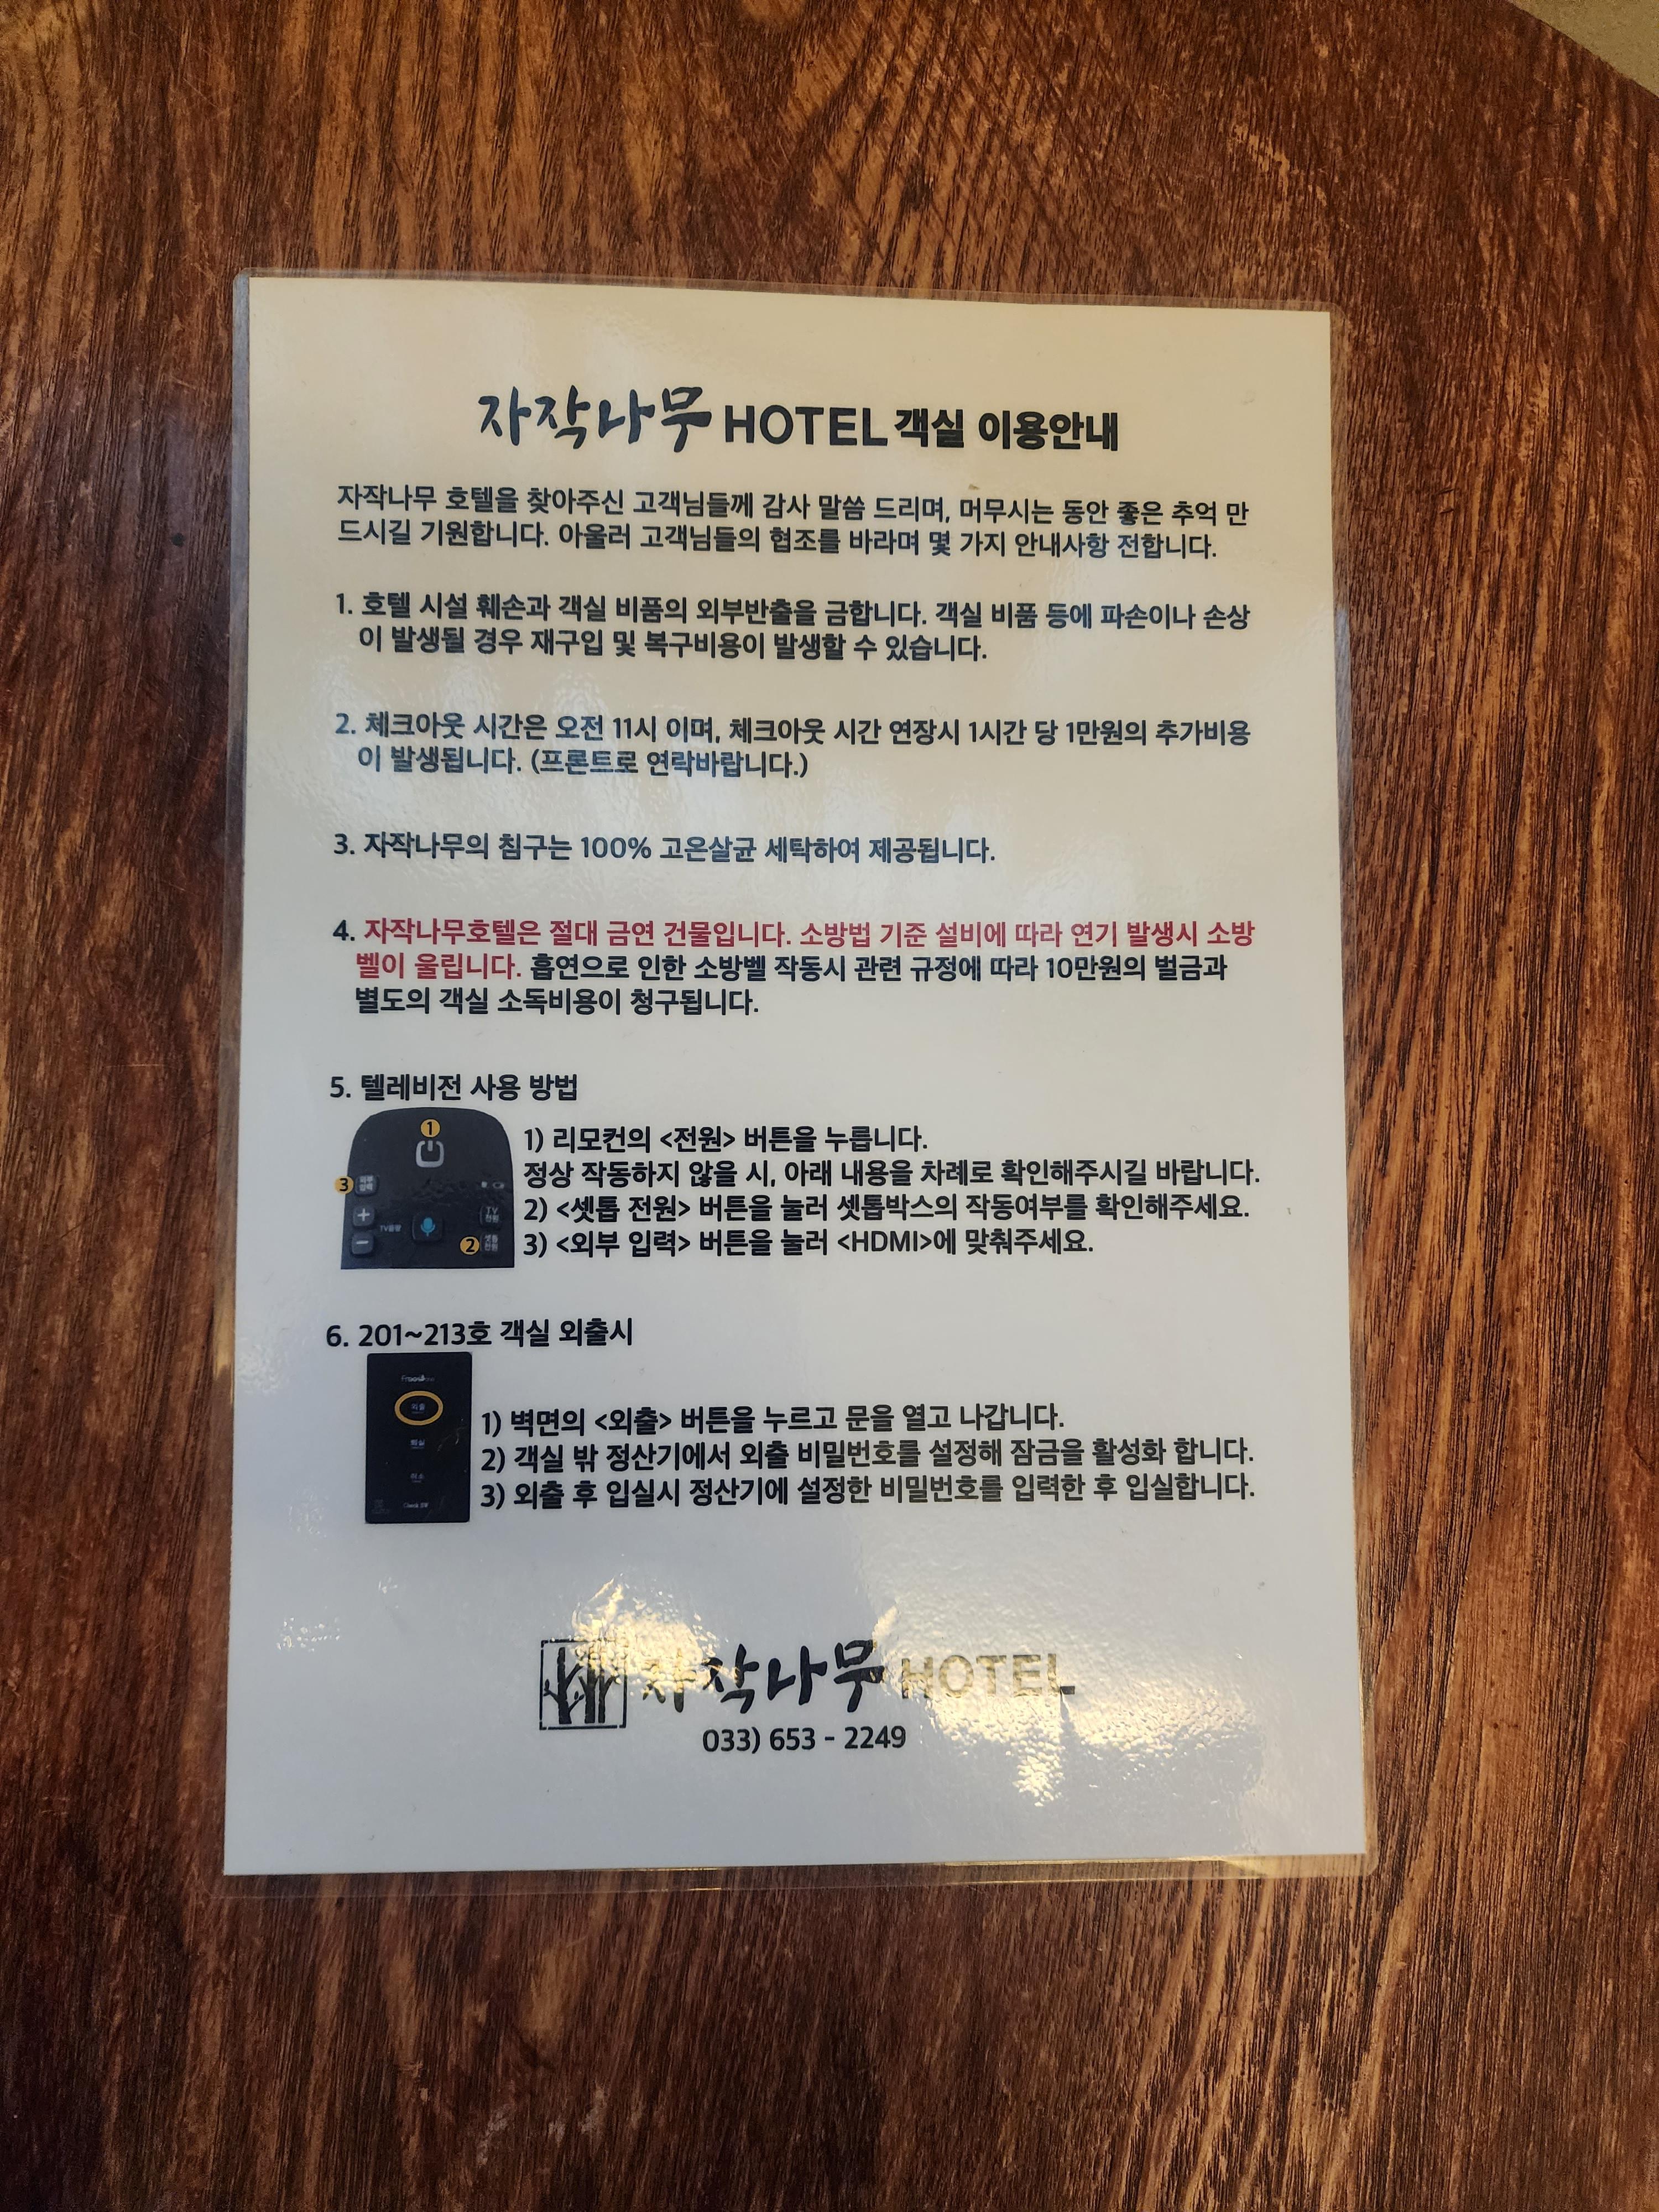 자작나무 HOTEL 객실 이용안내
자작나무 호텔을 찾아주신 고객님들께 감사 말씀 드리며, 머무시는 동안 좋은 추억 만
드시길 기원합니다. 아울러 고객님들의 협조를 바라며 몇 가지 안내사항 전합니다.
1. 호텔 시설 훼손과 객실 비품의 외부반출을 금합니다. 객실 비품 등에 파손이나 손상
이 발생될 경우 재구입 및 복구비용이 발생할 수 있습니다.
2. 체크아웃 시간은 오전 11시 이며, 체크아웃 시간 연장시 1시간 당 1만원의 추가비용
이 발생됩니다. (프론트로 연락바랍니다.)
3. 자작나무의 침구는 100% 고온살균 세탁하여 제공됩니다.
4. 자작나무호텔은 절대 금연 건물입니다. 소방법 기준 설비에 따라 연기 발생시 소방
벨이 울립니다. 흡연으로 인한 소방벨 작동시 관련 규정에 따라 10만원의 벌금과
별도의 객실 소독비용이 청구됩니다.
5. 텔레비전 사용 방법
1
3 외부 입력
+ TV음량 TV 전원
− 2 셋톱 전원
1) 리모컨의 <전원> 버튼을 누릅니다.
정상 작동하지 않을 시, 아래 내용을 차례로 확인해주시길 바랍니다.
2) <셋톱 전원> 버튼을 눌러 셋톱박스의 작동여부를 확인해주세요.
3) <외부 입력> 버튼을 눌러 <HDMI>에 맞춰주세요.
6. 201~213호 객실 외출시
외출
1) 벽면의 <외출> 버튼을 누르고 문을 열고 나갑니다.
2) 객실 밖 정산기에서 외출 비밀번호를 설정해 잠금을 활성화 합니다.
3) 외출 후 입실시 정산기에 설정한 비밀번호를 입력한 후 입실합니다.
자작나무 HOTEL
033) 653 - 2249